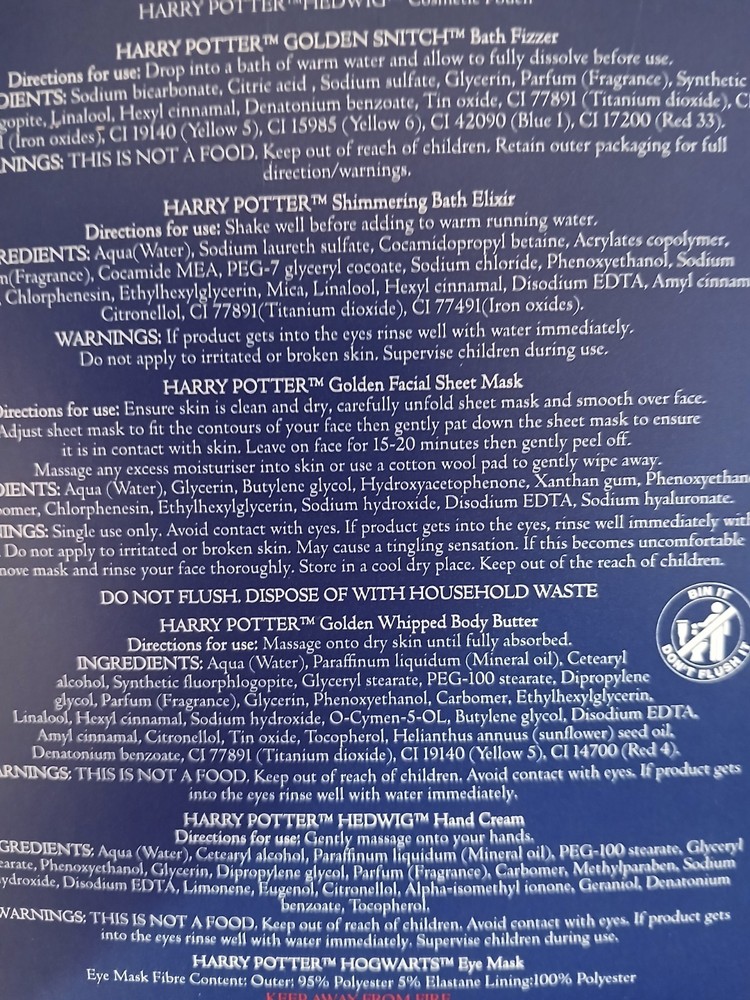 HARRY POTTER™ HEDWIG™ Cosmetic Pouch
HARRY POTTER™ GOLDEN SNITCH™ Bath Fizzer
Directions for use: Drop into a bath of warm water and allow to fully dissolve before use.
DIENTS: Sodium bicarbonate, Citric acid , Sodium sulfate, Glycerin, Parfum (Fragrance), Synthetic
gopite, Linalool, Hexyl cinnamal, Denatonium benzoate, Tin oxide, CI 77891 (Titanium dioxide), C
1 (Iron oxides), CI 19140 (Yellow 5), CI 15985 (Yellow 6), CI 42090 (Blue 1), CI 17200 (Red 33).
NINGS: THIS IS NOT A FOOD. Keep out of reach of children. Retain outer packaging for full
direction/warnings.
HARRY POTTER™ Shimmering Bath Elixir
Directions for use: Shake well before adding to warm running water.
REDIENTS: Aqua(Water), Sodium laureth sulfate, Cocamidopropyl betaine, Acrylates copolymer,
m(Fragrance), Cocamide MEA, PEG-7 glyceryl cocoate, Sodium chloride, Phenoxyethanol, Sodium
, Chlorphenesin, Ethylhexylglycerin, Mica, Linalool, Hexyl cinnamal, Disodium EDTA, Amyl cinnam
Citronellol, CI 77891(Titanium dioxide), CI 77491(Iron oxides).
WARNINGS: If product gets into the eyes rinse well with water immediately.
Do not apply to irritated or broken skin. Supervise children during use.
HARRY POTTER™ Golden Facial Sheet Mask
Directions for use: Ensure skin is clean and dry, carefully unfold sheet mask and smooth over face.
Adjust sheet mask to fit the contours of your face then gently pat down the sheet mask to ensure
it is in contact with skin. Leave on face for 15-20 minutes then gently peel off.
Massage any excess moisturiser into skin or use a cotton wool pad to gently wipe away.
DIENTS: Aqua (Water), Glycerin, Butylene glycol, Hydroxyacetophenone, Xanthan gum, Phenoxyethan
omer, Chlorphenesin, Ethylhexylglycerin, Sodium hydroxide, Disodium EDTA, Sodium hyaluronate.
INGS: Single use only. Avoid contact with eyes. If product gets into the eyes, rinse well immediately with
Do not apply to irritated or broken skin. May cause a tingling sensation. If this becomes uncomfortable
nove mask and rinse your face thoroughly. Store in a cool dry place. Keep out of the reach of children.
DO NOT FLUSH. DISPOSE OF WITH HOUSEHOLD WASTE
BIN IT
DON'T FLUSH IT
HARRY POTTER™ Golden Whipped Body Butter
Directions for use: Massage onto dry skin until fully absorbed.
INGREDIENTS: Aqua (Water), Paraffinum liquidum (Mineral oil), Cetearyl
alcohol, Synthetic fluorphlogopite, Glyceryl stearate, PEG-100 stearate, Dipropylene
glycol, Parfum (Fragrance), Glycerin, Phenoxyethanol, Carbomer, Ethylhexylglycerin,
Linalool, Hexyl cinnamal, Sodium hydroxide, O-Cymen-5-OL, Butylene glycol, Disodium EDTA,
Amyl cinnamal, Citronellol, Tin oxide, Tocopherol, Helianthus annuus (sunflower) seed oil,
Denatonium benzoate, CI 77891 (Titanium dioxide), CI 19140 (Yellow 5), CI 14700 (Red 4).
ARNINGS: THIS IS NOT A FOOD. Keep out of reach of children. Avoid contact with eyes. If product gets
into the eyes rinse well with water immediately.
HARRY POTTER™ HEDWIG™ Hand Cream
Directions for use: Gently massage onto your hands.
GREDIENTS: Aqua (Water), Cetearyl alcohol, Paraffinum liquidum (Mineral oil), PEG-100 stearate, Glyceryl
earate, Phenoxyethanol, Glycerin, Dipropylene glycol, Parfum (Fragrance), Carbomer, Methylparaben, Sodium
ydroxide, Disodium EDTA, Limonene, Eugenol, Citronellol, Alpha-isomethyl ionone, Geraniol, Denatonium
benzoate, Tocopherol.
WARNINGS: THIS IS NOT A FOOD. Keep out of reach of children. Avoid contact with eyes. If product gets
into the eyes rinse well with water immediately. Supervise children during use.
HARRY POTTER™ HOGWARTS™ Eye Mask
Eye Mask Fibre Content: Outer: 95% Polyester 5% Elastane Lining:100% Polyester
KEEP AWAY FROM FIRE